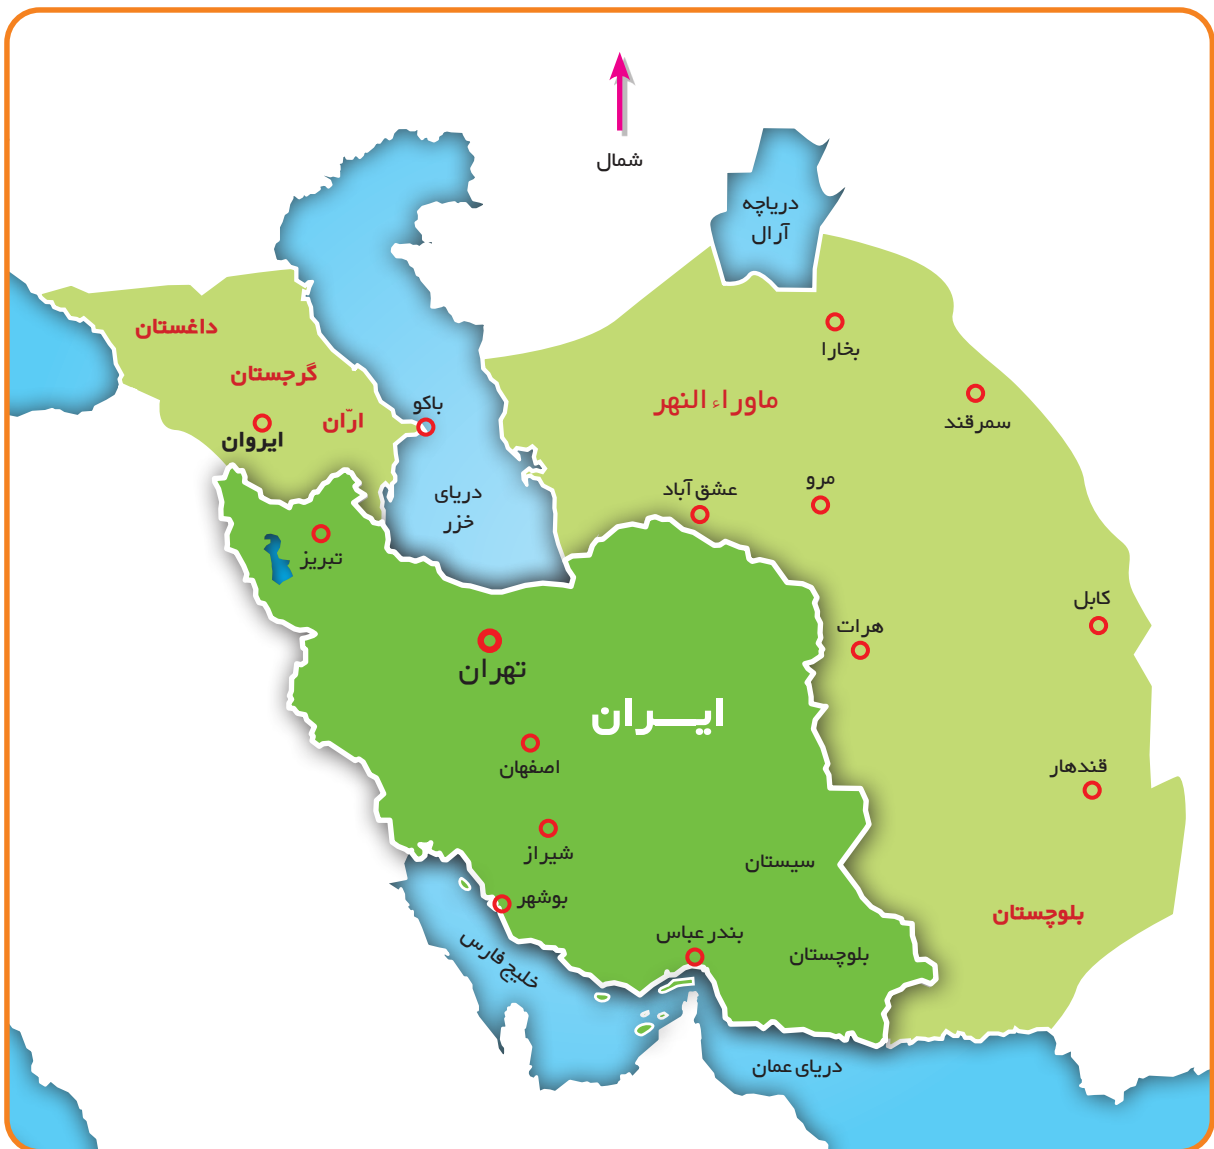 شمال
دریاچه
آرال
داغستان
بخارا
گرجستان
ماوراء النهر
سمرقند
باکو
ارّان
ایروان
دریای
خزر
عشق آباد
مرو
تبریز
کابل
هرات
تهران
ایـــران
اصفهان
قندهار
شیراز
سیستان
بوشهر
بلوچستان
بندر عباس
خلیج فارس
بلوچستان
دریای عمان